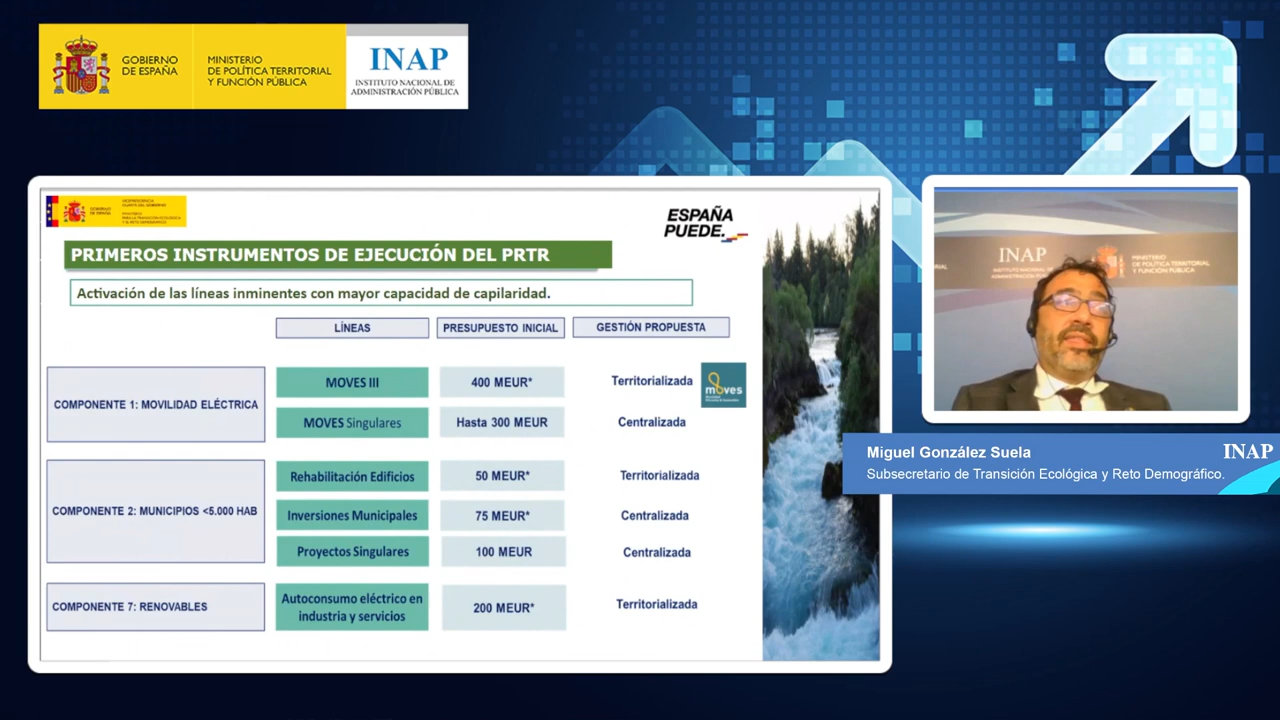 GOBIERNO
DE ESPAÑA
MINISTERIO
DE POLÍTICA TERRITORIAL
Y FUNCIÓN PÚBLICA
INAP
INSTITUTO NACIONAL DE
ADMINISTRACIÓN PÚBLICA
ESPAÑA
PUEDE.
PRIMEROS INSTRUMENTOS DE EJECUCIÓN DEL PRTR
Activación de las líneas inminentes con mayor capacidad de capilaridad.
LÍNEAS PRESUPUESTO INICIAL GESTIÓN PROPUESTA
COMPONENTE 1: MOVILIDAD ELÉCTRICA
MOVES III 400 MEUR* Territorializada
moves
MOVES Singulares Hasta 300 MEUR Centralizada
COMPONENTE 2: MUNICIPIOS <5.000 HAB
Rehabilitación Edificios 50 MEUR* Territorializada
Inversiones Municipales 75 MEUR* Centralizada
Proyectos Singulares 100 MEUR Centralizada
COMPONENTE 7: RENOVABLES
Autoconsumo eléctrico en
industria y servicios
200 MEUR* Territorializada
INAP
MINISTERIO
DE POLÍTICA TERRITORIAL
Y FUNCIÓN PÚBLICA
Miguel González Suela
Subsecretario de Transición Ecológica y Reto Demográfico.
INAP